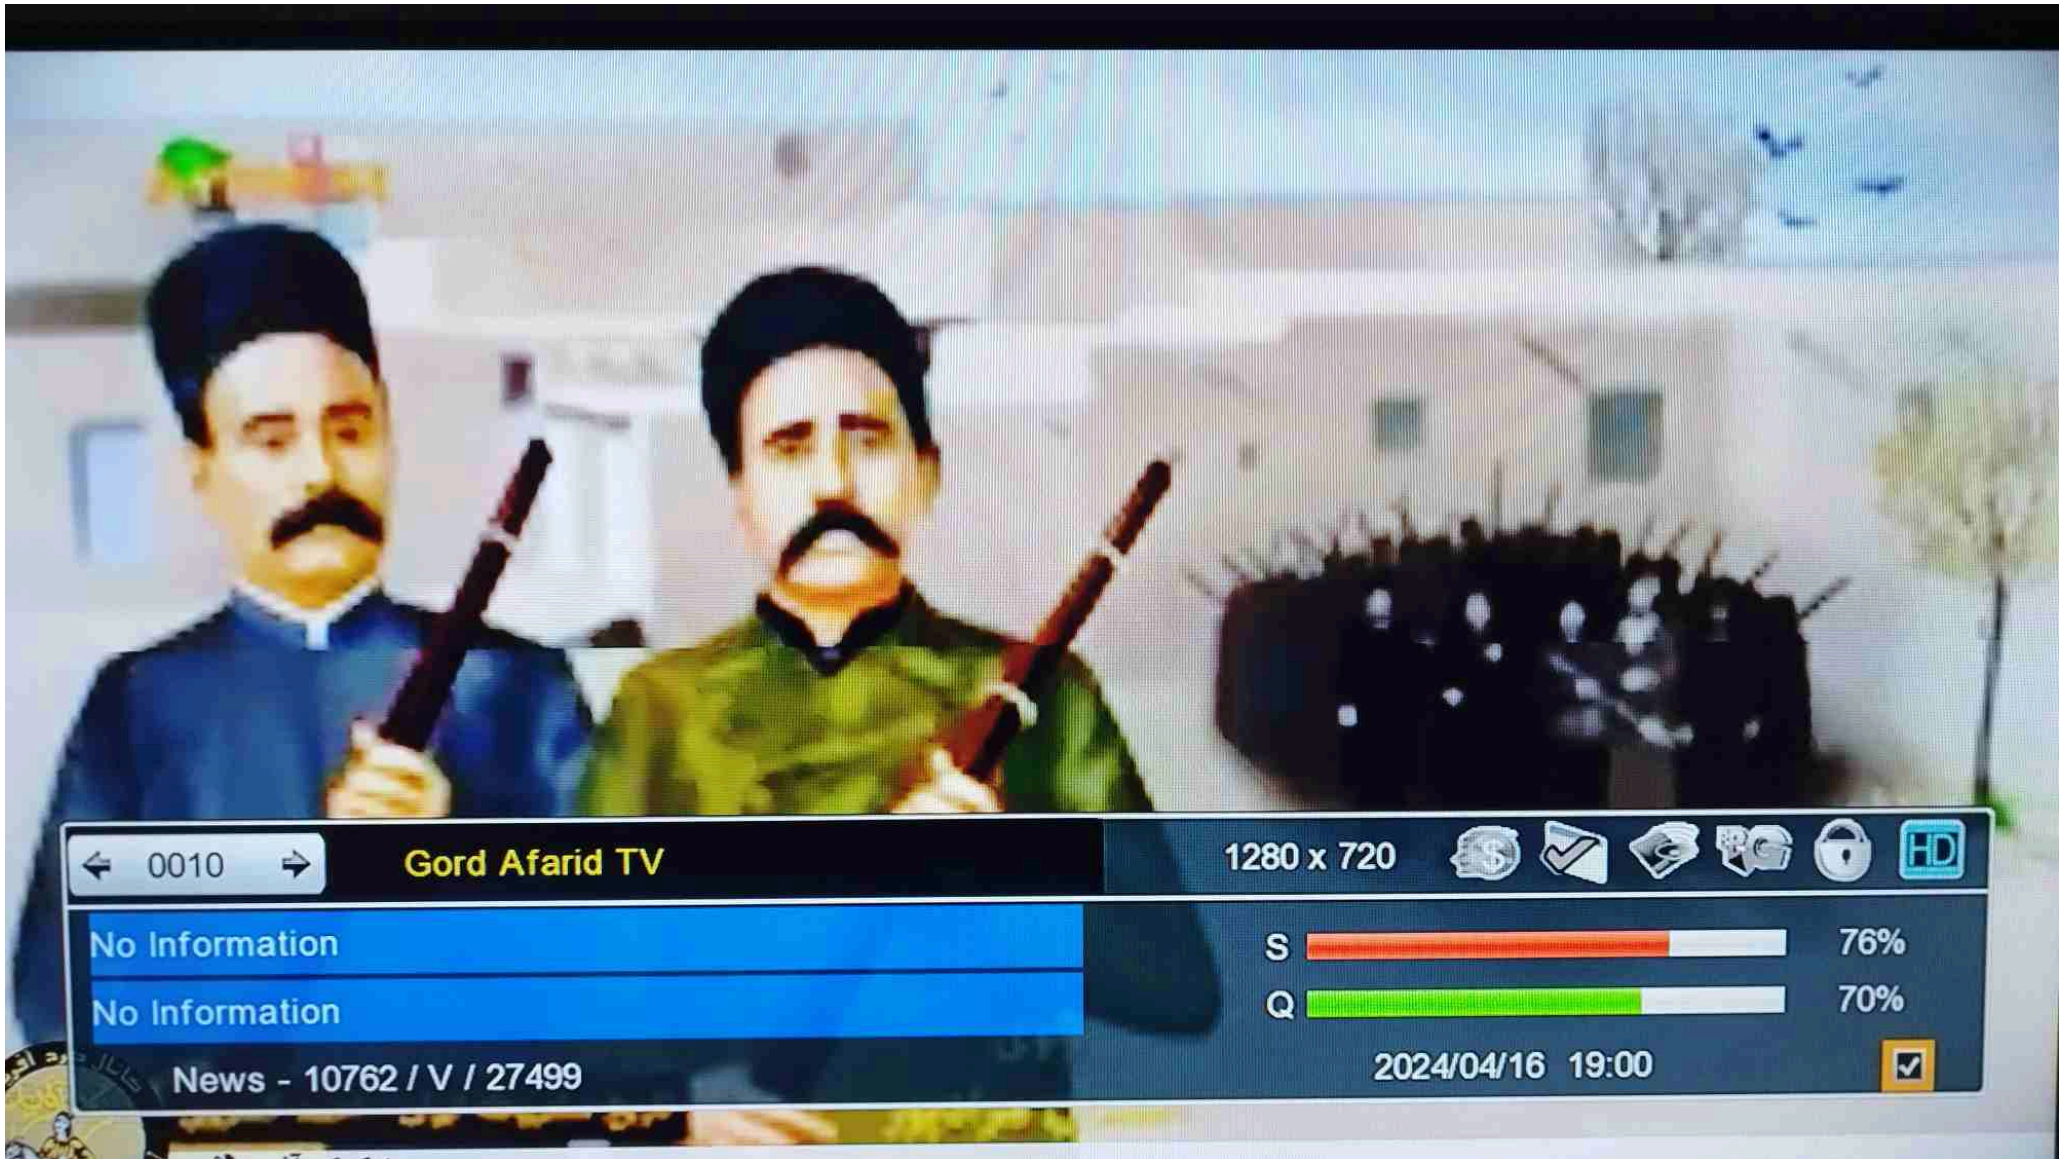 0010
Gord Afarid TV
1280 x 720
HD
No Information
S
76%
No Information
Q
70%
News - 10762 / V / 27499
2024/04/16 19:00